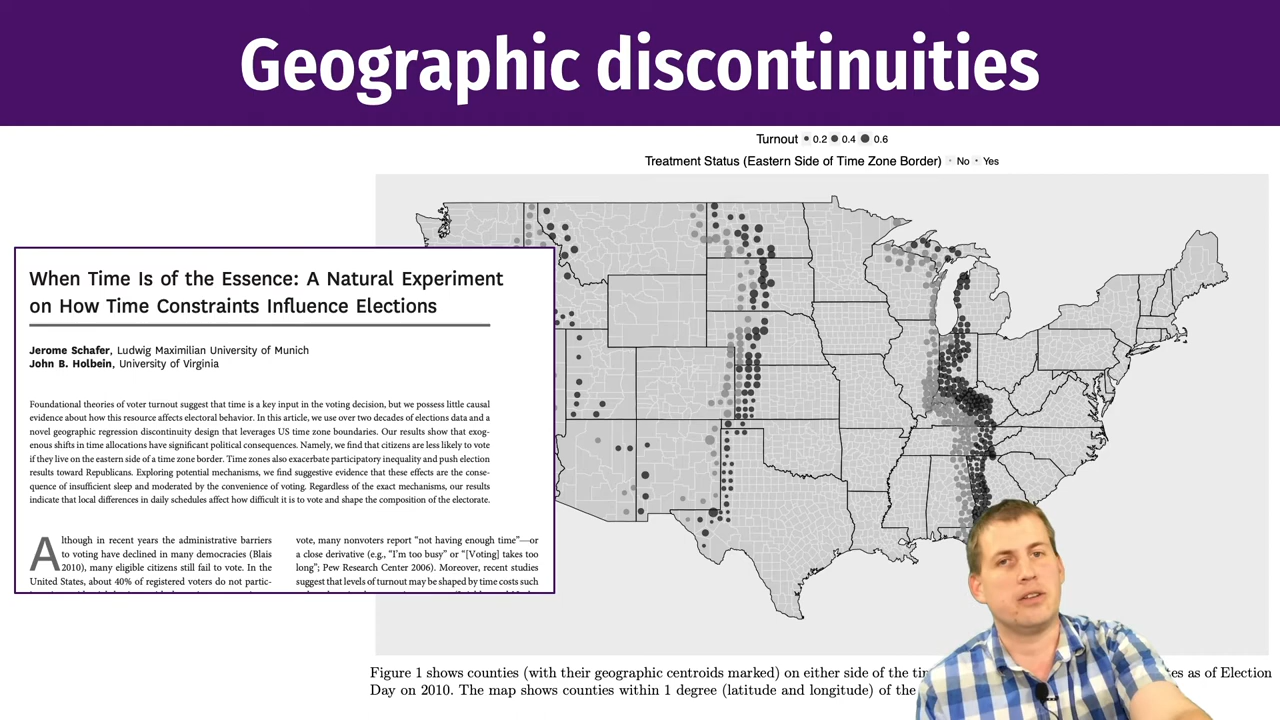 Geographic discontinuities
Turnout 0.2 0.4 0.6
Treatment Status (Eastern Side of Time Zone Border) No Yes
When Time Is of the Essence: A Natural Experiment
on How Time Constraints Influence Elections
Jerome Schafer, Ludwig Maximilian University of Munich
John B. Holbein, University of Virginia
Foundational theories of voter turnout suggest that time is a key input in the voting decision, but we possess little causal
evidence about how this resource affects electoral behavior. In this article, we use over two decades of elections data and a
novel geographic regression discontinuity design that leverages US time zone boundaries. Our results show that exog-
enous shifts in time allocations have significant political consequences. Namely, we find that citizens are less likely to vote
if they live on the eastern side of a time zone border. Time zones also exacerbate participatory inequality and push election
results toward Republicans. Exploring potential mechanisms, we find suggestive evidence that these effects are the conse-
quence of insufficient sleep and moderated by the convenience of voting. Regardless of the exact mechanisms, our results
indicate that local differences in daily schedules affect how difficult it is to vote and shape the composition of the electorate.
Although in recent years the administrative barriers
to voting have declined in many democracies (Blais
2010), many eligible citizens still fail to vote. In the
United States, about 40% of registered voters do not partic-
vote, many nonvoters report “not having enough time”—or
a close derivative (e.g., “I’m too busy” or “[Voting] takes too
long”; Pew Research Center 2006). Moreover, recent studies
suggest that levels of turnout may be shaped by time costs such
Figure 1 shows counties (with their geographic centroids marked) on either side of the as of Election
Day on 2010. The map shows counties within 1 degree (latitude and longitude) of the